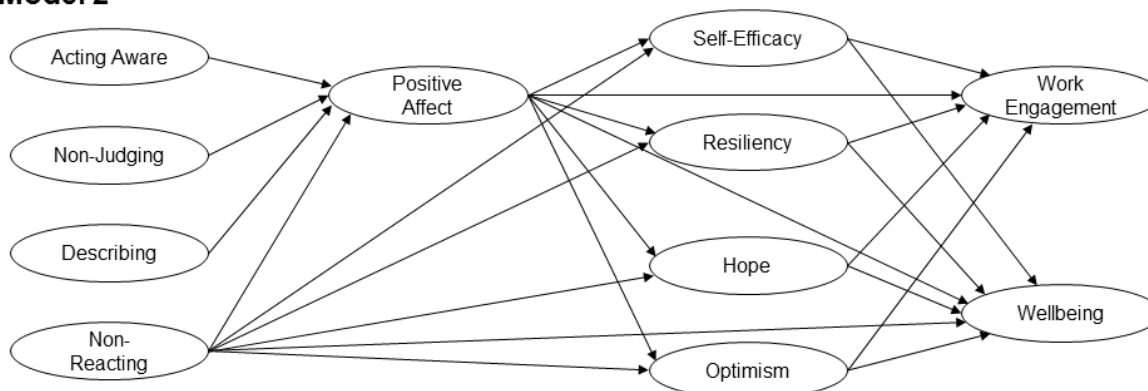 Model 2
Acting Aware
Non-Judging
Describing
Non-
Reacting
Positive
Affect
Self-Efficacy
Resiliency
Hope
Optimism
Work
Engagement
Wellbeing